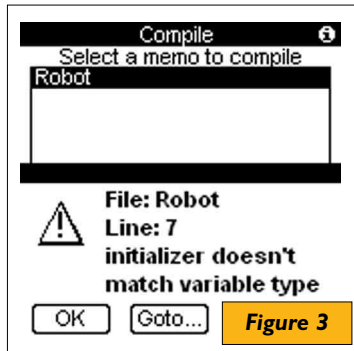 Compile
Select a memo to compile
Robot
File: Robot
Line: 7
initializer doesn't
match variable type
OK
Goto...
Figure 3